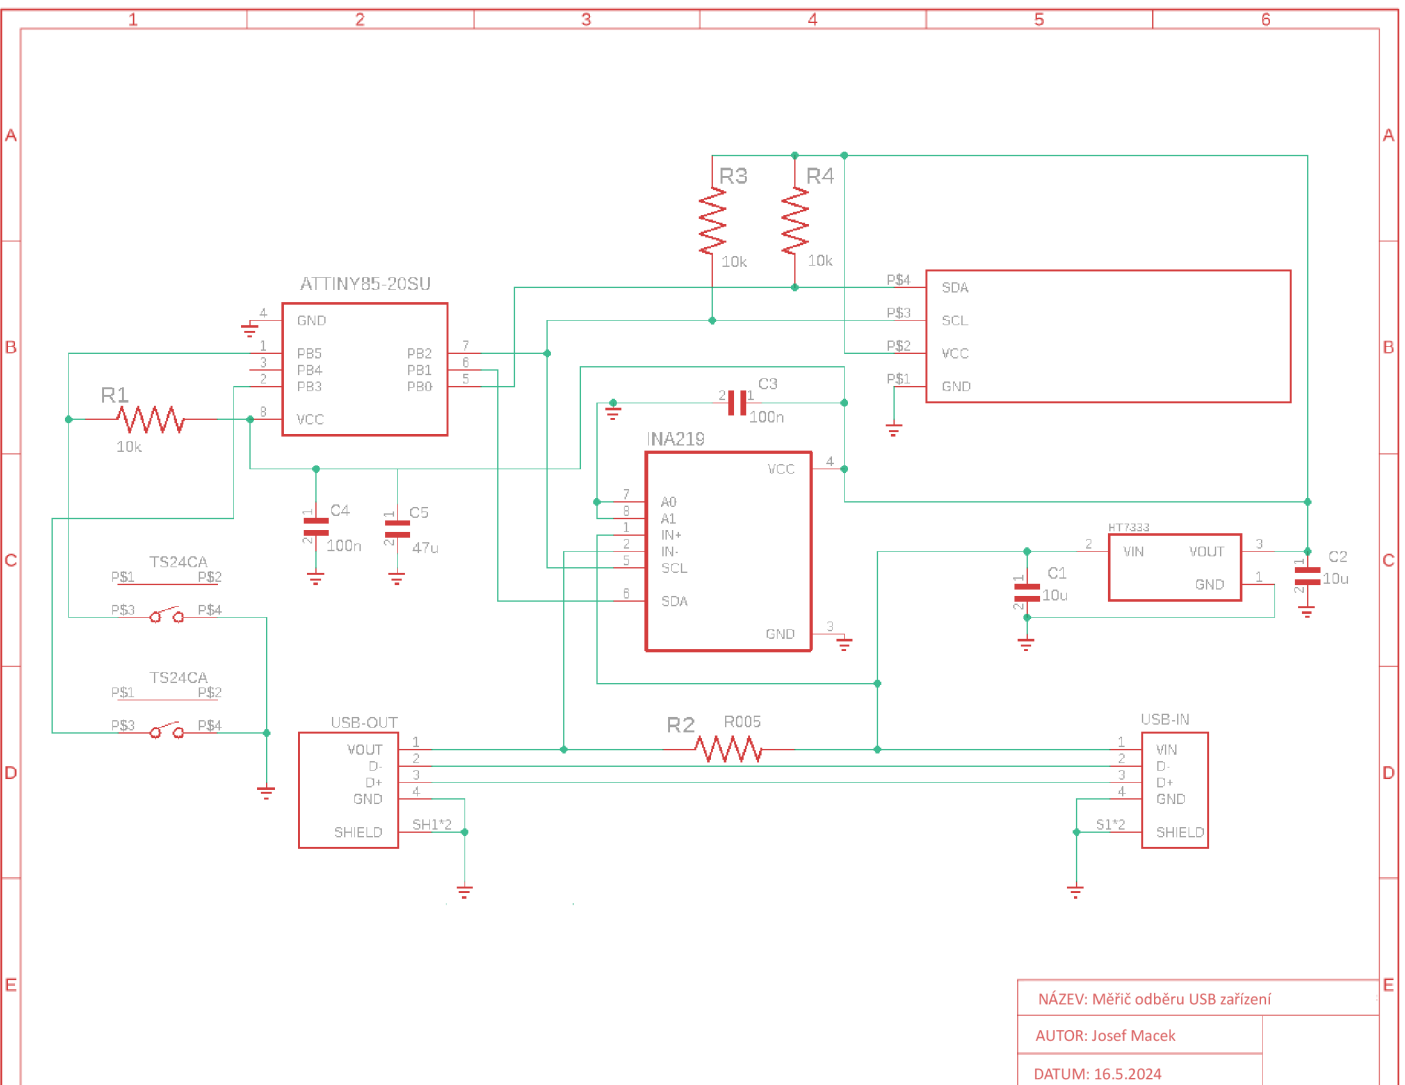 1 2 3 4 5 6
A A
R3 R4
10k 10k
ATTINY85-20SU
P$4 SDA
4 GND
P$3 SCL
B B
1 PB5 PB2 7
P$2 VCC
3 PB4 PB1 6
2 PB3 PB0 5
P$1 GND
C3
2 1
100n
R1
8 VCC
10k
INA219
VCC 4
7 A0
8 A1
1 IN+
2 IN-
5 SCL
6 SDA
GND 3
1 C4
2 100n
1 C5
2 47u
HT7333
2 VIN VOUT 3
GND 1
1 C2
2 10u
C C
1 C1
2 10u
TS24CA
P$1 P$2
P$3 P$4
TS24CA
P$1 P$2
P$3 P$4
USB-OUT
VOUT 1
D- 2
D+ 3
GND 4
SHIELD SH1*2
R2 R005
USB-IN
1 VIN
2 D-
3 D+
4 GND
S1*2 SHIELD
D D
E E
NÁZEV: Měřič odběru USB zařízení
AUTOR: Josef Macek
DATUM: 16.5.2024